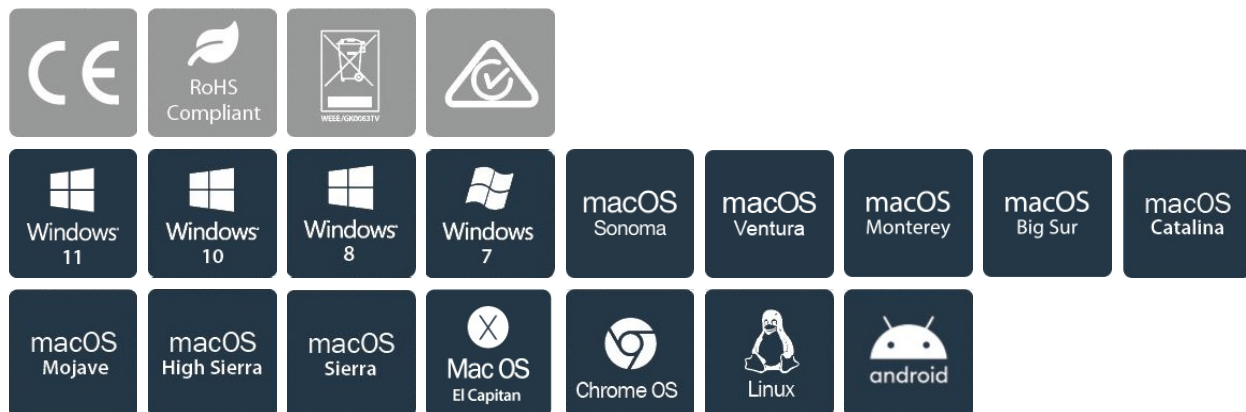 CE
RoHS
Compliant
WEEE/GK0063TV
Windows
11
Windows
10
Windows
8
Windows
7
macOS
Sonoma
macOS
Ventura
macOS
Monterey
macOS
Big Sur
macOS
Catalina
macOS
Mojave
macOS
High Sierra
macOS
Sierra
X
Mac OS
El Capitan
Chrome OS
Linux
android